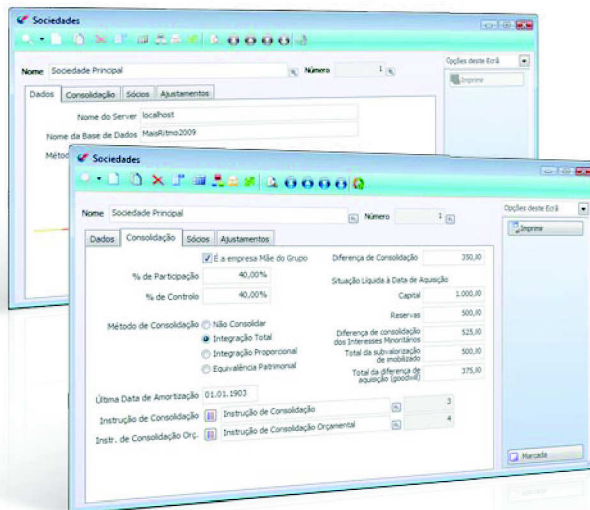 Sociedades
Opções deste Ecrã
Nome Sociedade Principal Número 1
Imprimir
Dados Consolidação Sócios Ajustamentos
Nome do Server localhost
Nome da Base de Dados MaisRitmo2009
Sociedades
Opções deste Ecrã
Nome Sociedade Principal Número 1
Imprime
Dados Consolidação Sócios Ajustamentos
É a empresa Mãe do Grupo Diferença de Consolidação 350,00
% de Participação 40,00% Situação Líquida à Data de Aquisição
% de Controlo 40,00% Capital 1.000,00
Reservas 500,00
Método de Consolidação Não Consolidar
Integração Total Diferença de consolidação dos Interesses Minoritários 525,00
Integração Proporcional Total da subvalorização de imobilizado 500,00
Equivalência Patrimonial Total da diferença de aquisição (goodwill) 375,00
Última Data de Amortização 01.01.1903
Instrução de Consolidação Instrução de Consolidação 3
Instr. de Consolidação Orç. Instrução de Consolidação Orçamental 4
Marcada